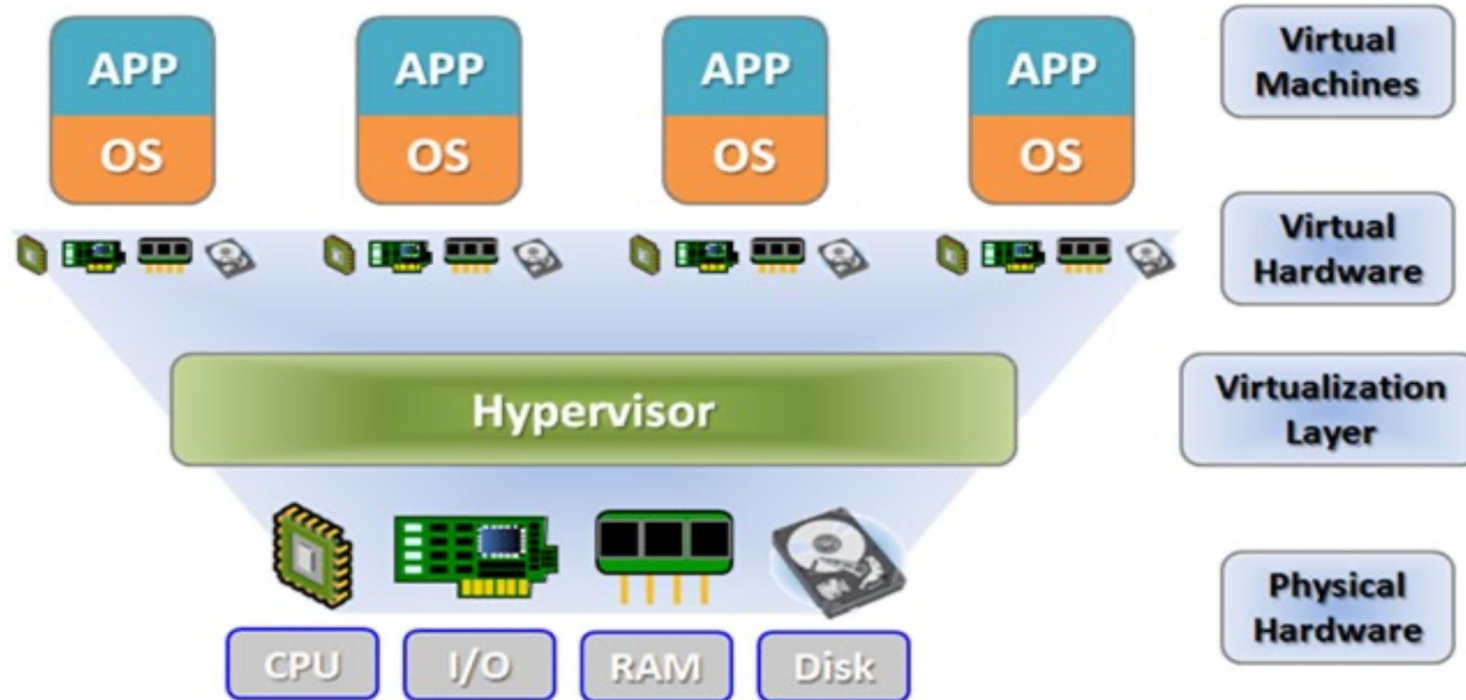 APP APP APP APP
OS OS OS OS
Virtual
Machines
Virtual
Hardware
Hypervisor
Virtualization
Layer
CPU I/O RAM Disk
Physical
Hardware